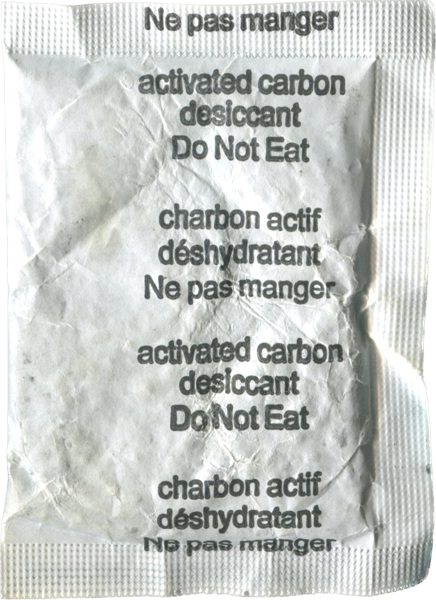 Ne pas manger
activated carbon
desiccant
Do Not Eat
charbon actif
déshydratant
Ne pas manger
activated carbon
desiccant
Do Not Eat
charbon actif
déshydratant
Ne pas manger